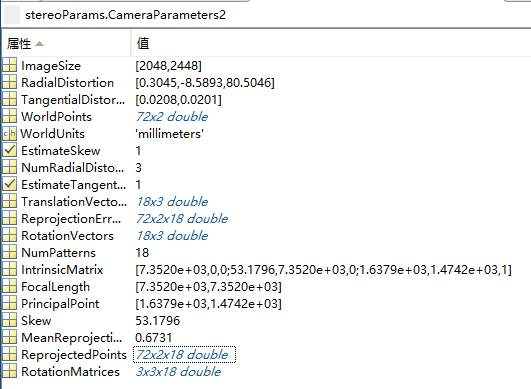 stereoParams.CameraParameters2
属性 值
ImageSize [2048,2448]
RadialDistortion [0.3045,-8.5893,80.5046]
TangentialDistor... [0.0208,0.0201]
WorldPoints 72x2 double
WorldUnits 'millimeters'
EstimateSkew 1
NumRadialDisto... 3
EstimateTangent... 1
TranslationVecto... 18x3 double
ReprojectionErr... 72x2x18 double
RotationVectors 18x3 double
NumPatterns 18
IntrinsicMatrix [7.3520e+03,0,0;53.1796,7.3520e+03,0;1.6379e+03,1.4742e+03,1]
FocalLength [7.3520e+03,7.3520e+03]
PrincipalPoint [1.6379e+03,1.4742e+03]
Skew 53.1796
MeanReprojecti... 0.6731
ReprojectedPoints 72x2x18 double
RotationMatrices 3x3x18 double